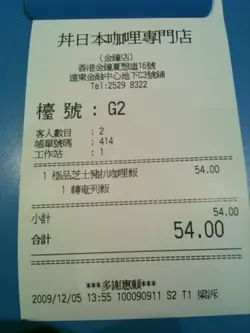 丼日本咖哩專門店
(金鐘店)
香港金鐘夏慤道16號
遠東金融中心地下C3號鋪
Tel:2529 8322
檯 號 : G2
客人數目 : 2
帳單號碼 : 414
工作站 : 1
1 極品芝士豬扒咖哩飯 54.00
1 轉奄列飯
小計 54.00
合計 54.00
***多謝惠顧***
2009/12/05 13:55 100090911 S2 T1